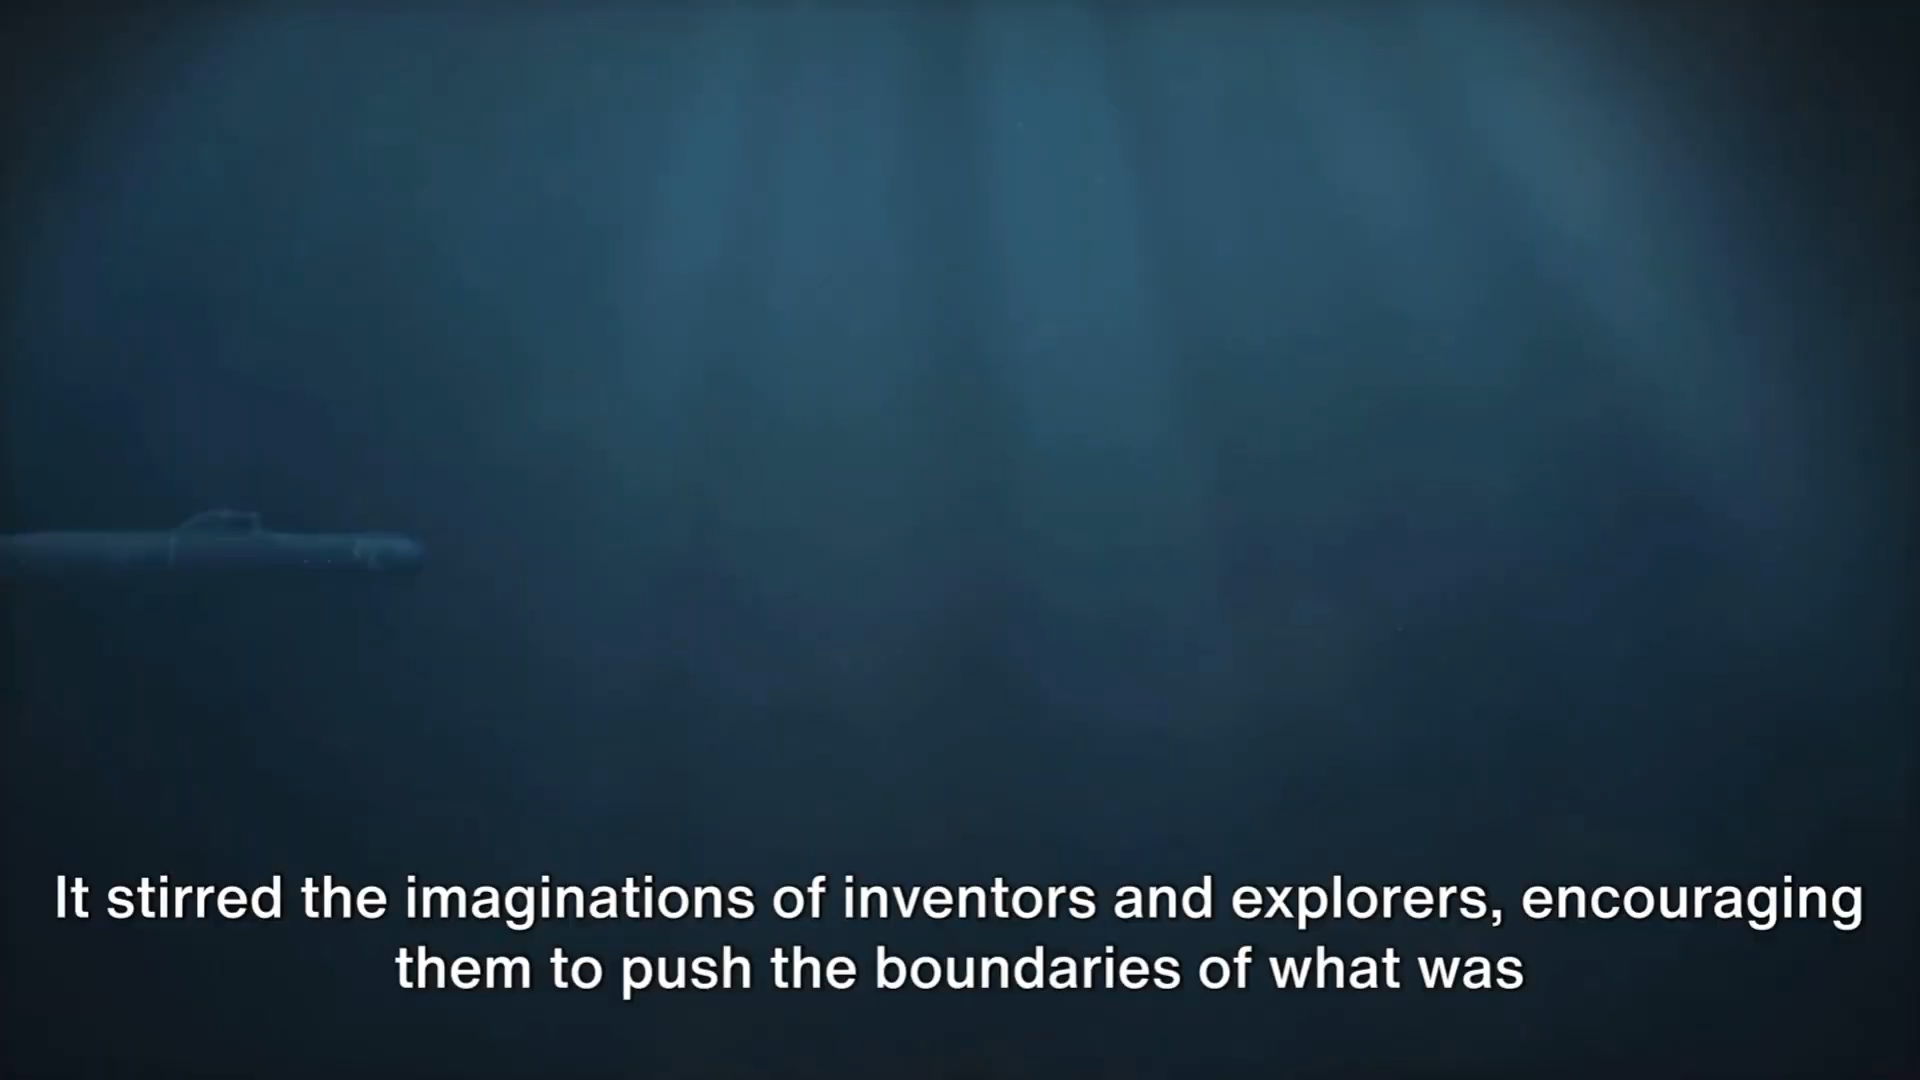 It stirred the imaginations of inventors and explorers, encouraging
them to push the boundaries of what was